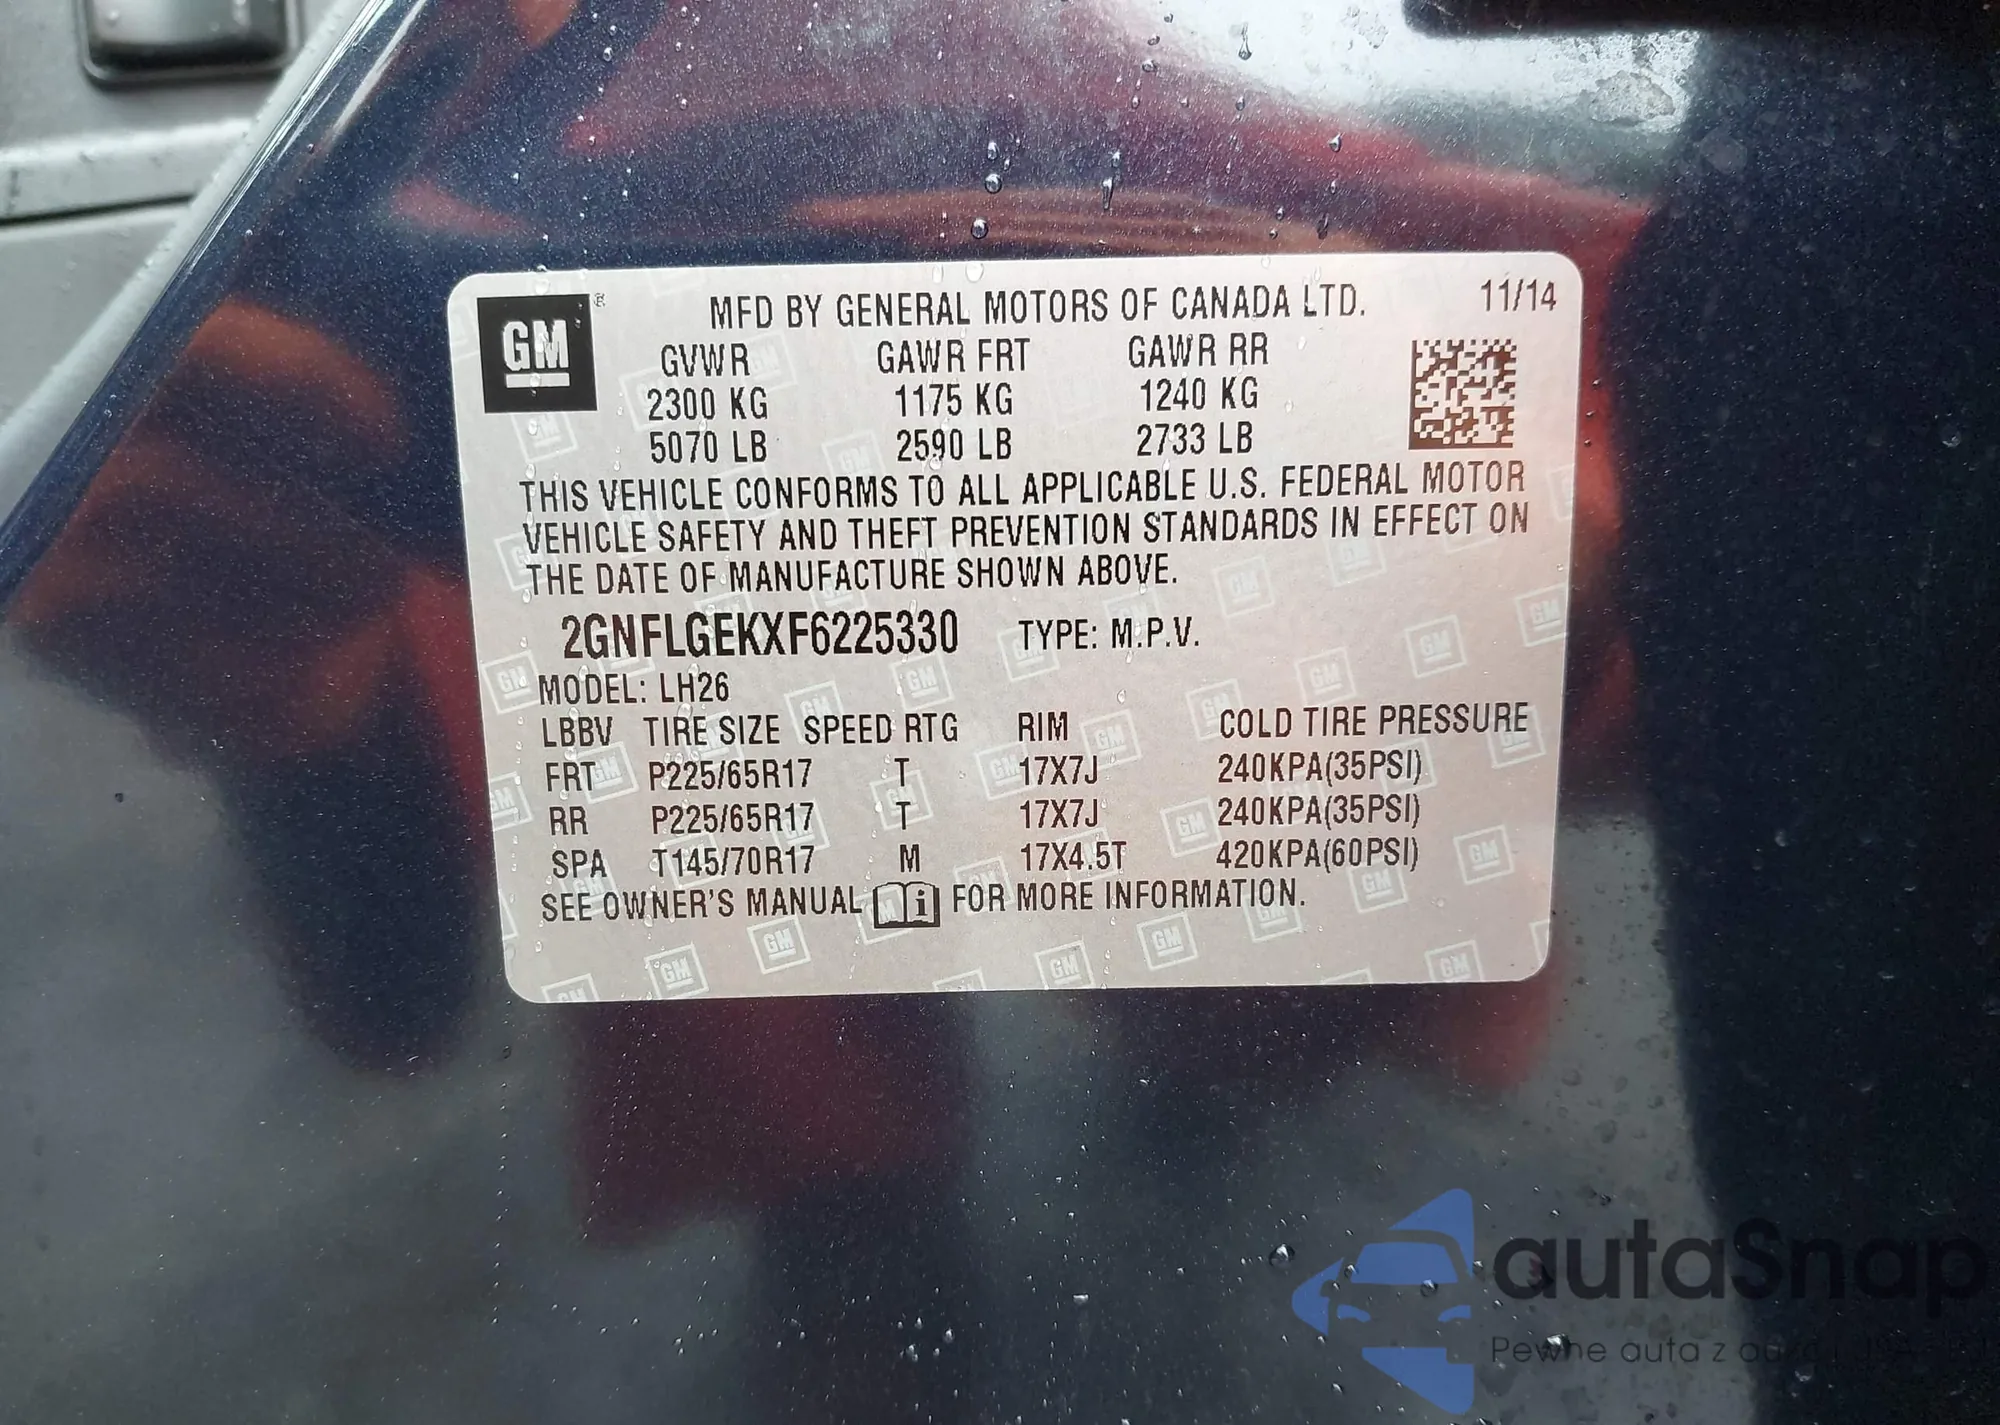 GM ® MFD BY GENERAL MOTORS OF CANADA LTD. 11/14
GVWR GAWR FRT GAWR RR
2300 KG 1175 KG 1240 KG
5070 LB 2590 LB 2733 LB
THIS VEHICLE CONFORMS TO ALL APPLICABLE U.S. FEDERAL MOTOR
VEHICLE SAFETY AND THEFT PREVENTION STANDARDS IN EFFECT ON
THE DATE OF MANUFACTURE SHOWN ABOVE.
2GNFLGEKXF6225330 TYPE: M.P.V.
MODEL: LH26
LBBV TIRE SIZE SPEED RTG RIM COLD TIRE PRESSURE
FRT P225/65R17 T 17X7J 240KPA(35PSI)
RR P225/65R17 T 17X7J 240KPA(35PSI)
SPA T145/70R17 M 17X4.5T 420KPA(60PSI)
SEE OWNER'S MANUAL i FOR MORE INFORMATION.
autaSnap
Pewne auta z